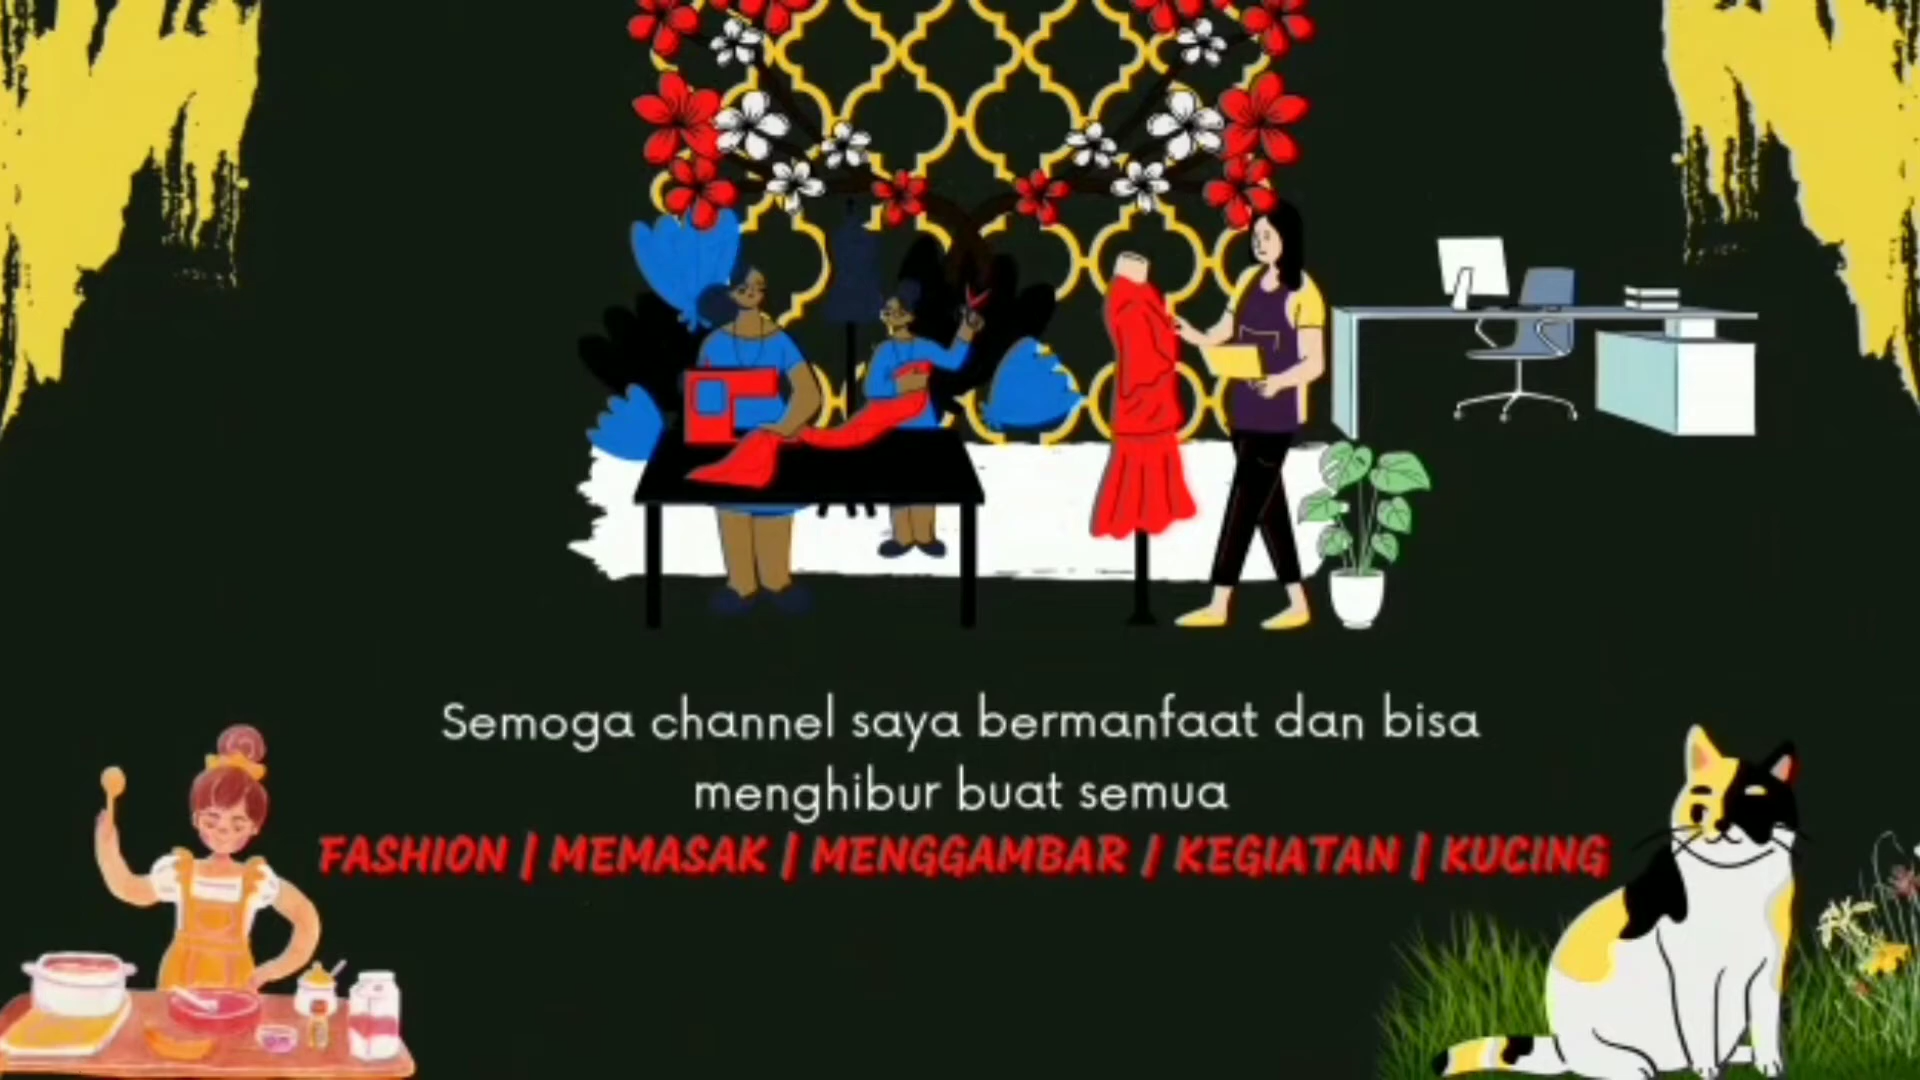 Semoga channel saya bermanfaat dan bisa
menghibur buat semua
FASHION | MEMASAK | MENGGAMBAR / KEGIATAN | KUCING